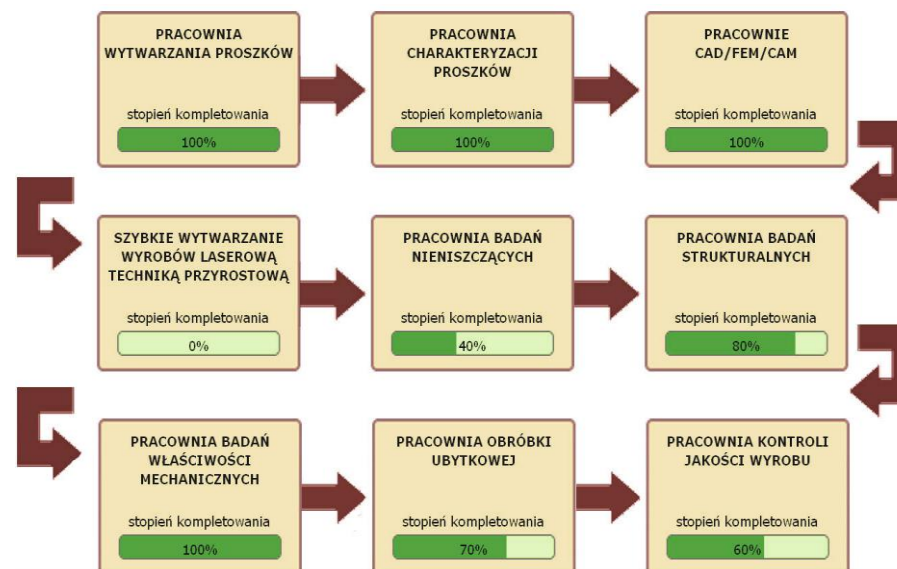 PRACOWNIA
WYTWARZANIA PROSZKÓW
stopień kompletowania
100%
PRACOWNIA
CHARAKTERYZACJI
PROSZKÓW
stopień kompletowania
100%
PRACOWNIE
CAD/FEM/CAM
stopień kompletowania
100%
SZYBKIE WYTWARZANIE
WYROBÓW LASEROWĄ
TECHNIKĄ PRZYROSTOWĄ
stopień kompletowania
0%
PRACOWNIA BADAŃ
NIENISZCZĄCYCH
stopień kompletowania
40%
PRACOWNIA BADAŃ
STRUKTURALNYCH
stopień kompletowania
80%
PRACOWNIA BADAŃ
WŁAŚCIWOŚCI
MECHANICZNYCH
stopień kompletowania
100%
PRACOWNIA OBRÓBKI
UBYTKOWEJ
stopień kompletowania
70%
PRACOWNIA KONTROLI
JAKOŚCI WYROBU
stopień kompletowania
60%